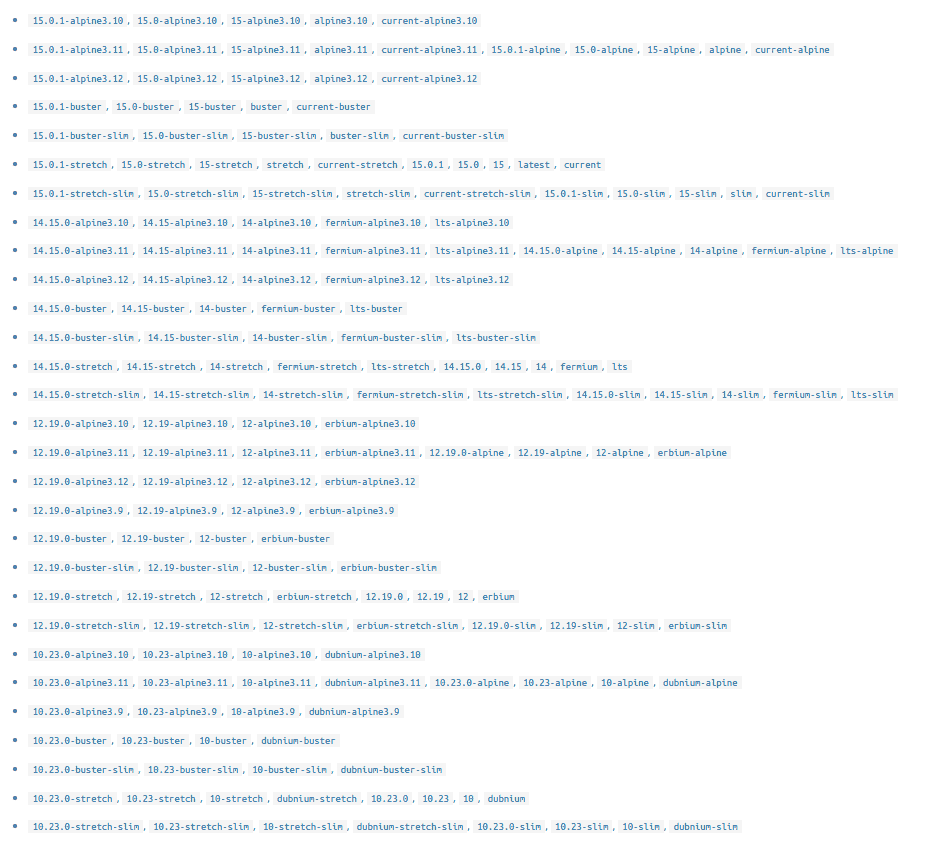 15.0.1-alpine3.10, 15.0-alpine3.10, 15-alpine3.10, alpine3.10, current-alpine3.10
15.0.1-alpine3.11, 15.0-alpine3.11, 15-alpine3.11, alpine3.11, current-alpine3.11, 15.0.1-alpine, 15.0-alpine, 15-alpine, alpine, current-alpine
15.0.1-alpine3.12, 15.0-alpine3.12, 15-alpine3.12, alpine3.12, current-alpine3.12
15.0.1-buster, 15.0-buster, 15-buster, buster, current-buster
15.0.1-buster-slim, 15.0-buster-slim, 15-buster-slim, buster-slim, current-buster-slim
15.0.1-stretch, 15.0-stretch, 15-stretch, stretch, current-stretch, 15.0.1, 15.0, 15, latest, current
15.0.1-stretch-slim, 15.0-stretch-slim, 15-stretch-slim, stretch-slim, current-stretch-slim, 15.0.1-slim, 15.0-slim, 15-slim, slim, current-slim
14.15.0-alpine3.10, 14.15-alpine3.10, 14-alpine3.10, fermium-alpine3.10, lts-alpine3.10
14.15.0-alpine3.11, 14.15-alpine3.11, 14-alpine3.11, fermium-alpine3.11, lts-alpine3.11, 14.15.0-alpine, 14.15-alpine, 14-alpine, fermium-alpine, lts-alpine
14.15.0-alpine3.12, 14.15-alpine3.12, 14-alpine3.12, fermium-alpine3.12, lts-alpine3.12
14.15.0-buster, 14.15-buster, 14-buster, fermium-buster, lts-buster
14.15.0-buster-slim, 14.15-buster-slim, 14-buster-slim, fermium-buster-slim, lts-buster-slim
14.15.0-stretch, 14.15-stretch, 14-stretch, fermium-stretch, lts-stretch, 14.15.0, 14.15, 14, fermium, lts
14.15.0-stretch-slim, 14.15-stretch-slim, 14-stretch-slim, fermium-stretch-slim, lts-stretch-slim, 14.15.0-slim, 14.15-slim, 14-slim, fermium-slim, lts-slim
12.19.0-alpine3.10, 12.19-alpine3.10, 12-alpine3.10, erbium-alpine3.10
12.19.0-alpine3.11, 12.19-alpine3.11, 12-alpine3.11, erbium-alpine3.11, 12.19.0-alpine, 12.19-alpine, 12-alpine, erbium-alpine
12.19.0-alpine3.12, 12.19-alpine3.12, 12-alpine3.12, erbium-alpine3.12
12.19.0-alpine3.9, 12.19-alpine3.9, 12-alpine3.9, erbium-alpine3.9
12.19.0-buster, 12.19-buster, 12-buster, erbium-buster
12.19.0-buster-slim, 12.19-buster-slim, 12-buster-slim, erbium-buster-slim
12.19.0-stretch, 12.19-stretch, 12-stretch, erbium-stretch, 12.19.0, 12.19, 12, erbium
12.19.0-stretch-slim, 12.19-stretch-slim, 12-stretch-slim, erbium-stretch-slim, 12.19.0-slim, 12.19-slim, 12-slim, erbium-slim
10.23.0-alpine3.10, 10.23-alpine3.10, 10-alpine3.10, dubnium-alpine3.10
10.23.0-alpine3.11, 10.23-alpine3.11, 10-alpine3.11, dubnium-alpine3.11, 10.23.0-alpine, 10.23-alpine, 10-alpine, dubnium-alpine
10.23.0-alpine3.9, 10.23-alpine3.9, 10-alpine3.9, dubnium-alpine3.9
10.23.0-buster, 10.23-buster, 10-buster, dubnium-buster
10.23.0-buster-slim, 10.23-buster-slim, 10-buster-slim, dubnium-buster-slim
10.23.0-stretch, 10.23-stretch, 10-stretch, dubnium-stretch, 10.23.0, 10.23, 10, dubnium
10.23.0-stretch-slim, 10.23-stretch-slim, 10-stretch-slim, dubnium-stretch-slim, 10.23.0-slim, 10.23-slim, 10-slim, dubnium-slim